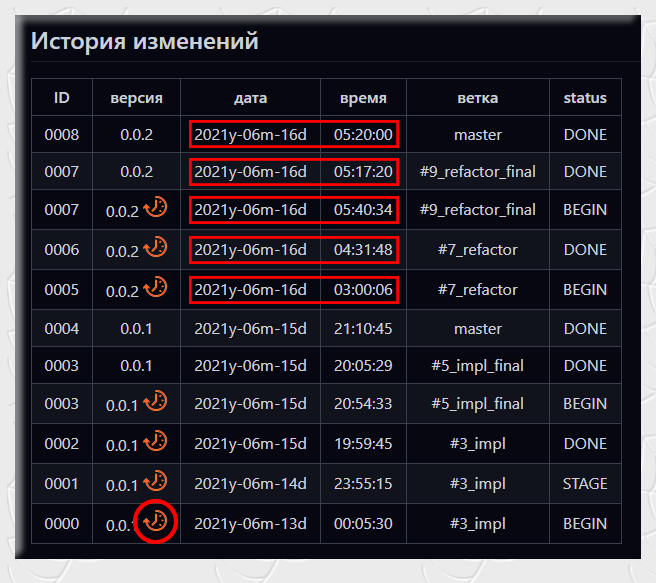 История изменений
ID версия дата время ветка status
0008 0.0.2 2021y-06m-16d 05:20:00 master DONE
0007 0.0.2 2021y-06m-16d 05:17:20 #9_refactor_final DONE
0007 0.0.2 2021y-06m-16d 05:40:34 #9_refactor_final BEGIN
0006 0.0.2 2021y-06m-16d 04:31:48 #7_refactor DONE
0005 0.0.2 2021y-06m-16d 03:00:06 #7_refactor BEGIN
0004 0.0.1 2021y-06m-15d 21:10:45 master DONE
0003 0.0.1 2021y-06m-15d 20:05:29 #5_impl_final DONE
0003 0.0.1 2021y-06m-15d 20:54:33 #5_impl_final BEGIN
0002 0.0.1 2021y-06m-15d 19:59:45 #3_impl DONE
0001 0.0.1 2021y-06m-14d 23:55:15 #3_impl STAGE
0000 0.0.1 2021y-06m-13d 00:05:30 #3_impl BEGIN